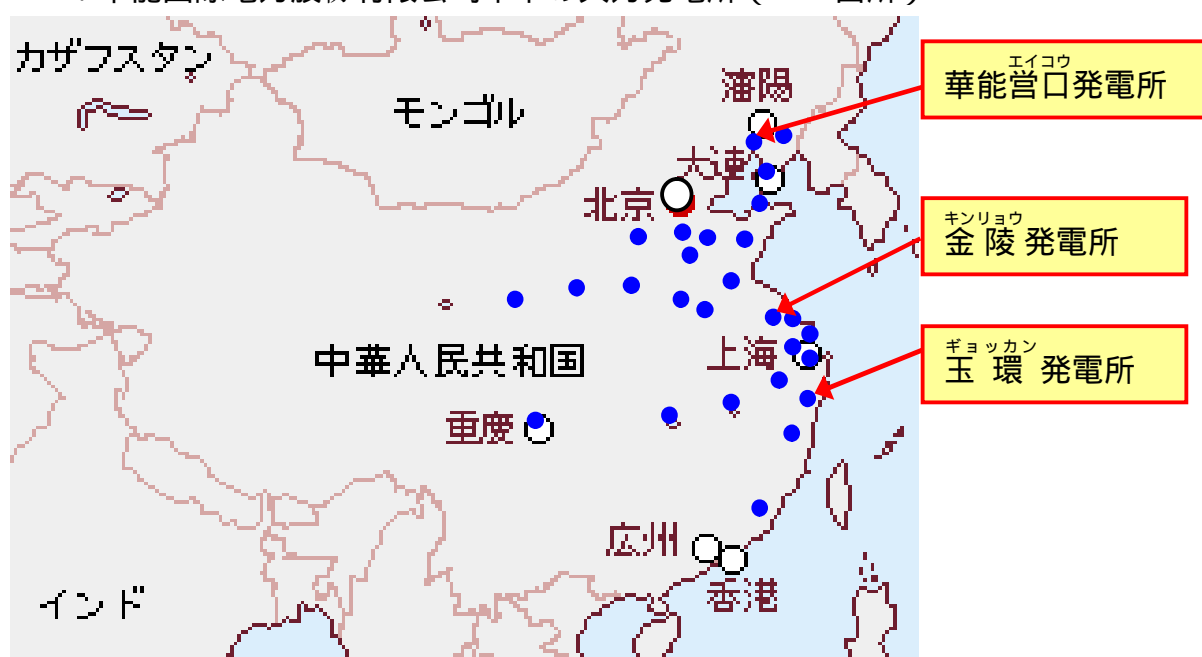 カザフスタン
モンゴル
瀋陽
大連
北京
中華人民共和国
上海
重慶
広州
香港
インド
エイコウ
華能営口発電所
キンリョウ
金陵発電所
ギョッカン
玉環発電所